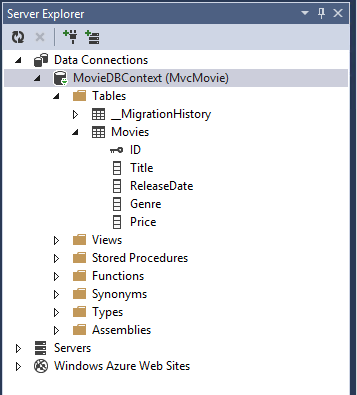 Server Explorer
Data Connections
MovieDBContext (MvcMovie)
Tables
__MigrationHistory
Movies
ID
Title
ReleaseDate
Genre
Price
Views
Stored Procedures
Functions
Synonyms
Types
Assemblies
Servers
Windows Azure Web Sites